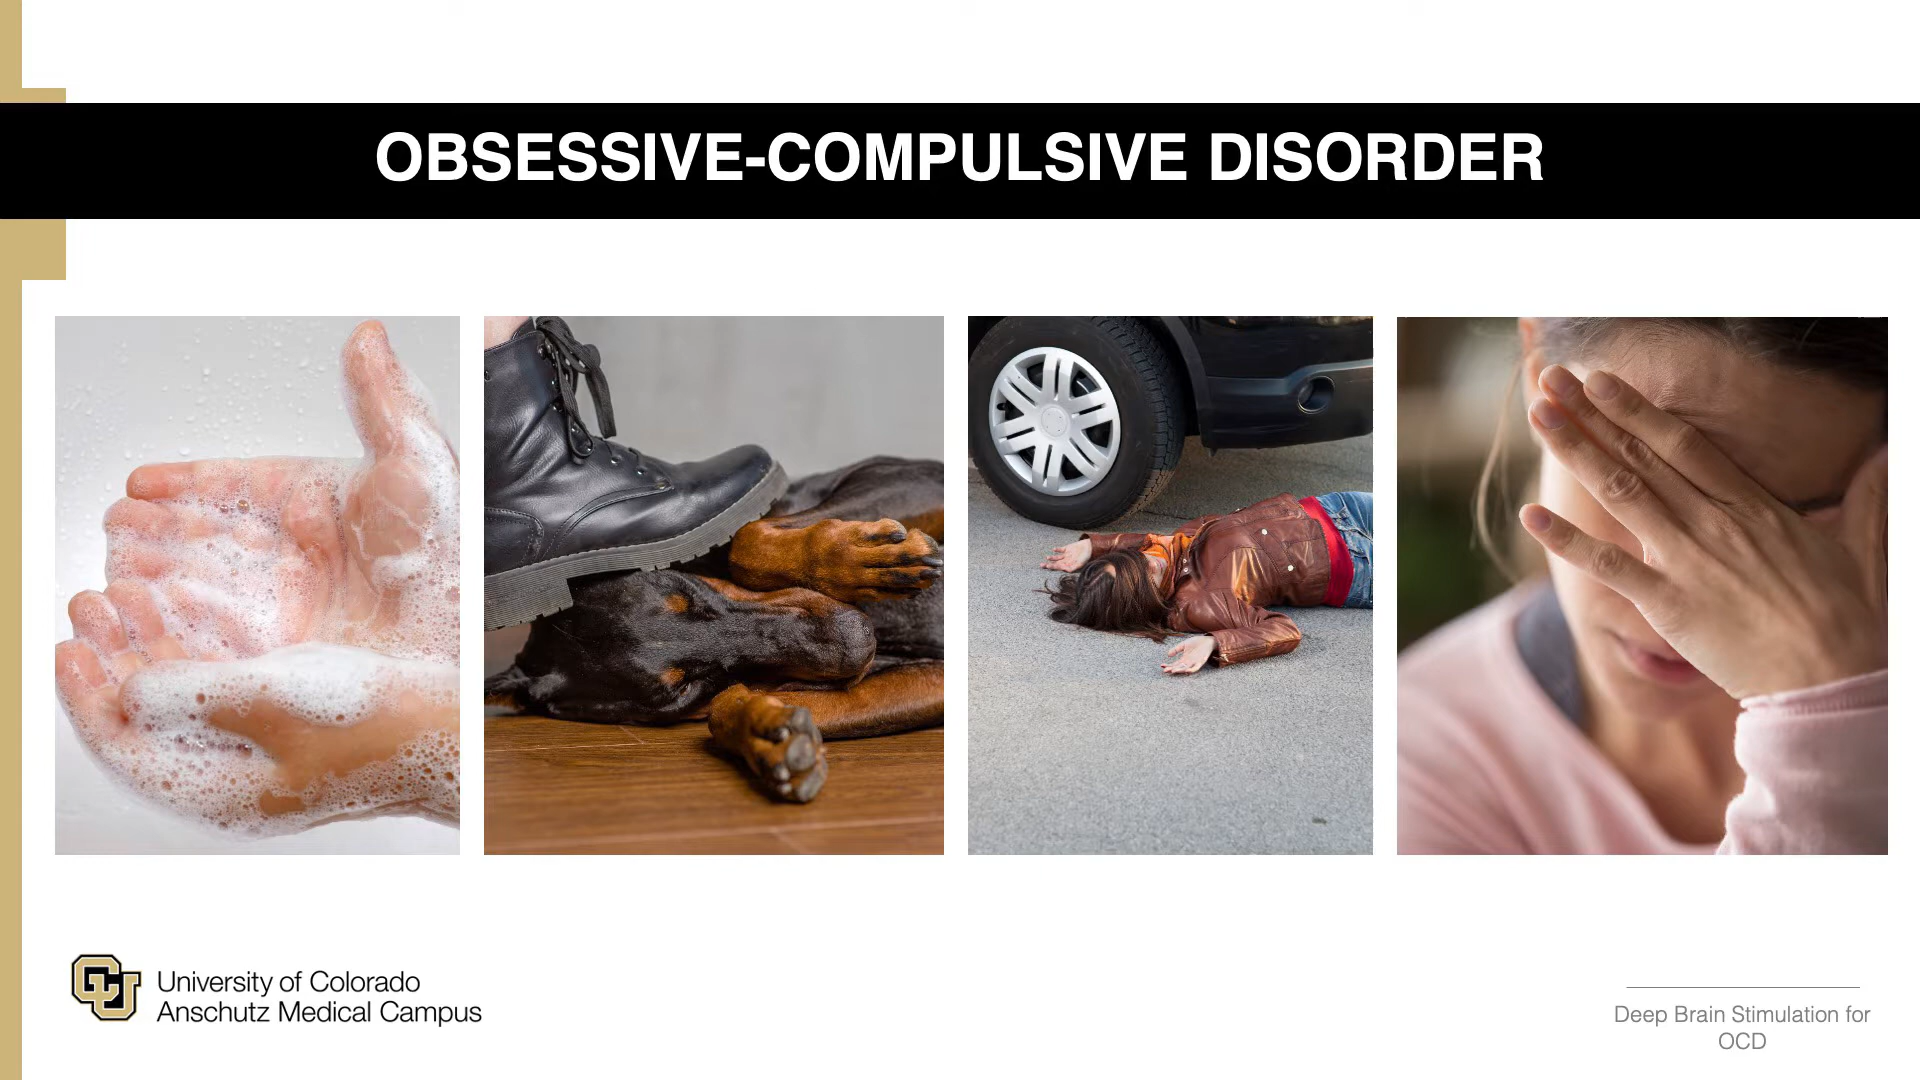 OBSESSIVE-COMPULSIVE DISORDER
University of Colorado
Anschutz Medical Campus
Deep Brain Stimulation for
OCD